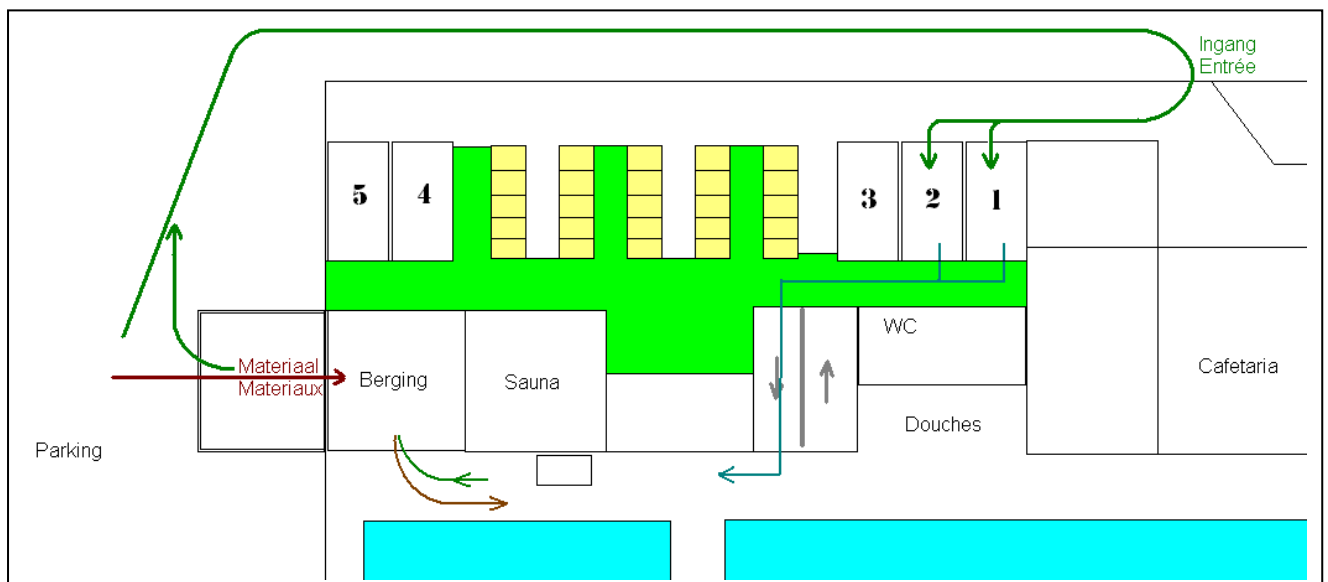 Ingang
Entrée
5
4
3
2
1
WC
Materiaal
Materiaux
Berging
Sauna
Cafetaria
Douches
Parking